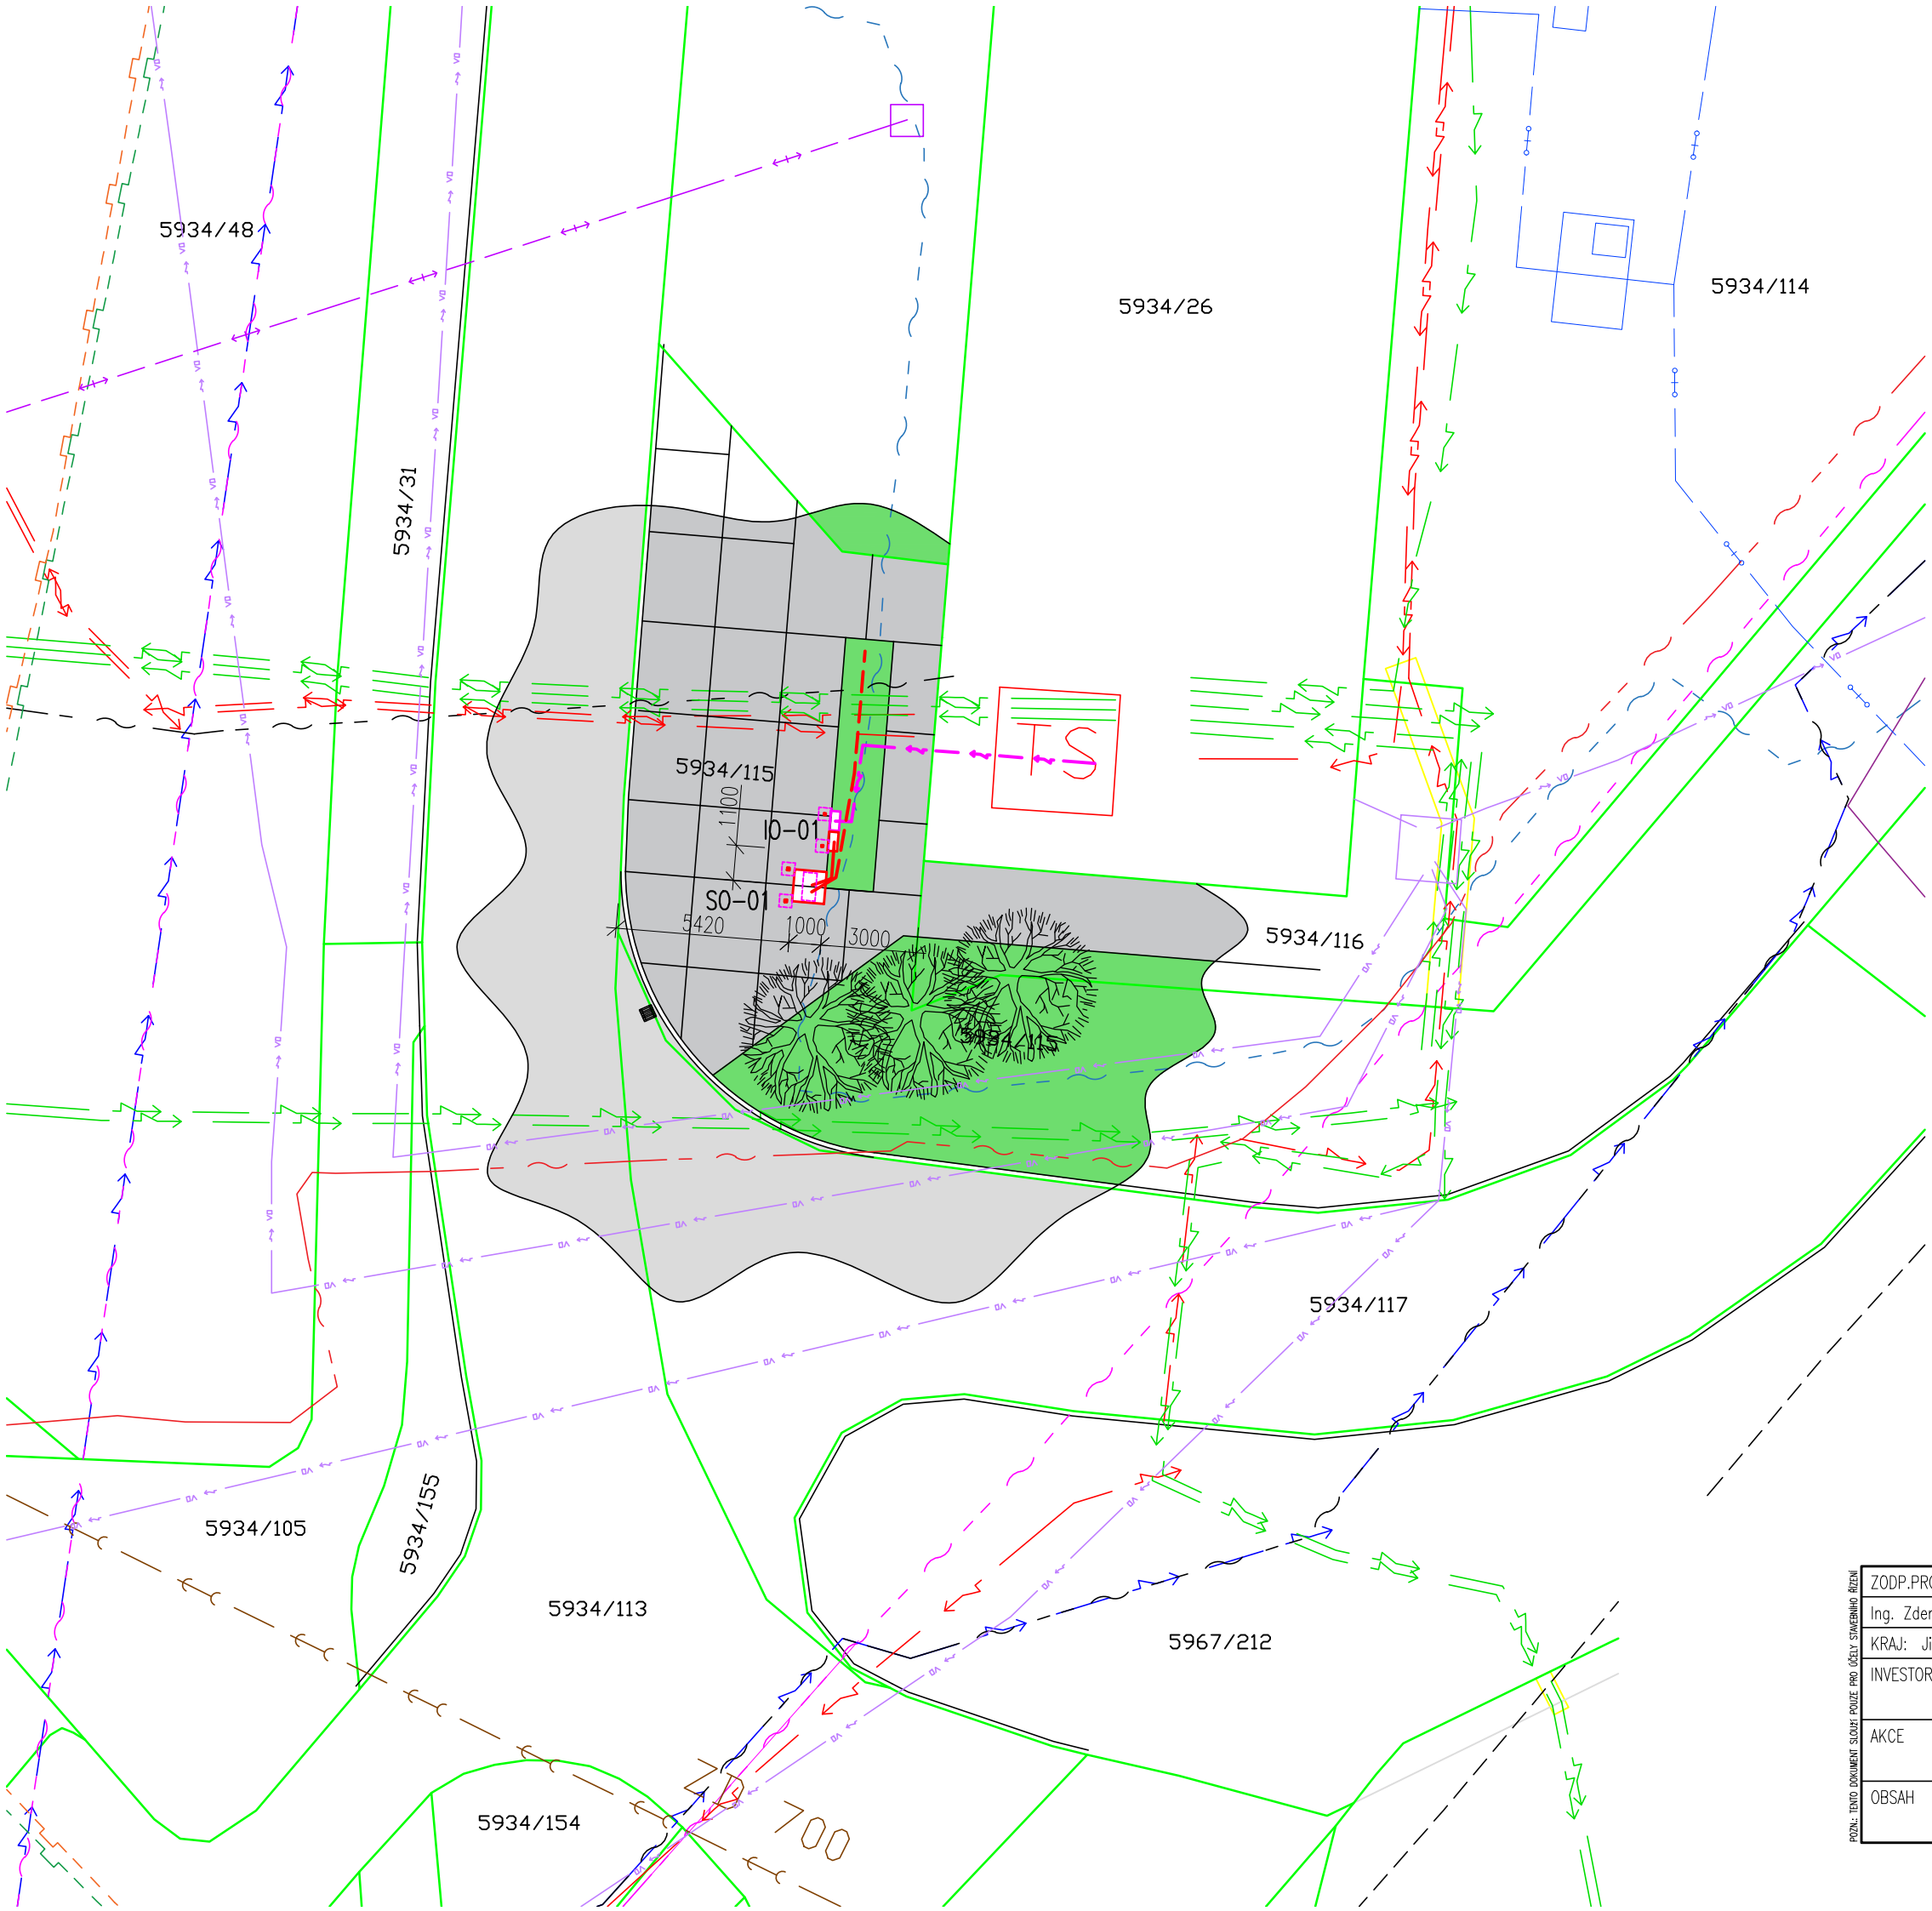 5934/48
5934/26
5934/114
5934/31
TS
5934/115
1100
IO-01
SO-01
5420
1000
3000
5934/116
5934/115
5934/117
5934/105
5934/155
5934/113
5967/212
5934/154
700
POZN.: TENTO DOKUMENT SLOUŽÍ POUZE PRO ÚČELY STAVEBNÍHO ŘÍZENÍ
ZODP.PRO
Ing. Zden
KRAJ: Ji
INVESTOR
AKCE
OBSAH